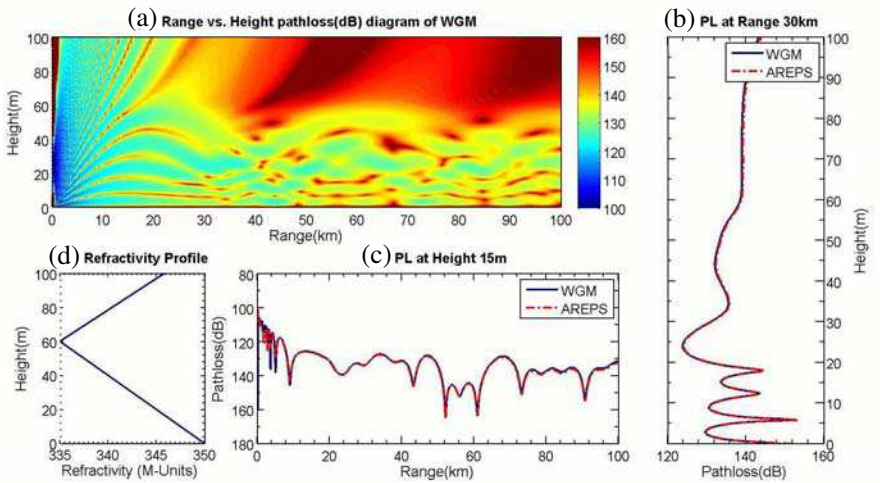 (a) Range vs. Height pathloss(dB) diagram of WGM
100
80
60
40
20
0
Height(m)
0 10 20 30 40 50 60 70 80 90 100
Range(km)
160
150
140
130
120
110
100
(b) PL at Range 30km
WGM
AREPS
100
90
80
70
60
50
40
30
20
10
0
Height(m)
120 140 160
Pathloss(dB)
(d) Refractivity Profile
100
80
60
40
20
0
Height(m)
335 345 350
Refractivity (M-Units)
(c) PL at Height 15m
WGM
AREPS
80
100
120
140
160
180
Pathloss(dB)
0 20 40 60 80 100
Range(km)